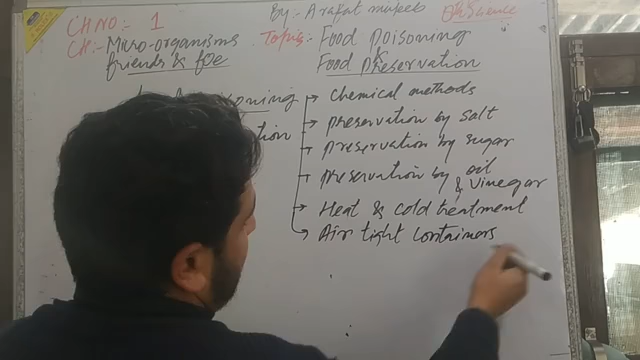 CH NO:- 1
By:- Arafat
CH:- Micro-organisms
friends & foe
Topic:- Food poisoning
&
Food preservation
Chemical methods
preservation by salt
preservation by sugar
preservation by oil
& vinegar
Heat & cold treatment
Air tight containers